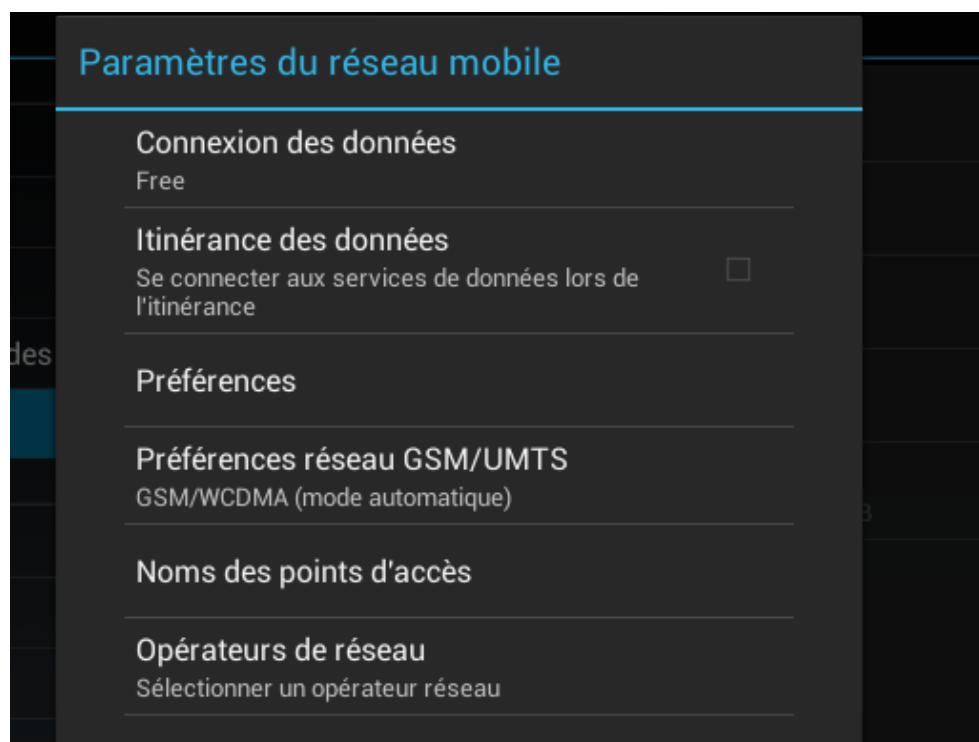 Paramètres du réseau mobile
Connexion des données
Free
Itinérance des données
Se connecter aux services de données lors de
l'itinérance
des
Préférences
Préférences réseau GSM/UMTS
GSM/WCDMA (mode automatique)
Noms des points d'accès
Opérateurs de réseau
Sélectionner un opérateur réseau